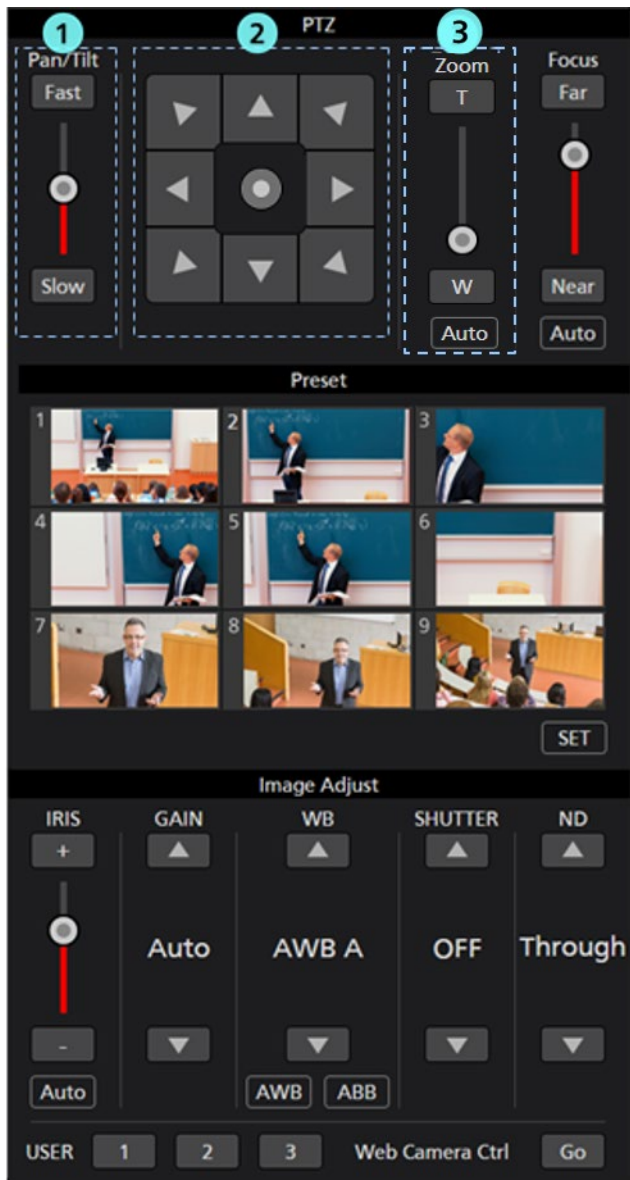 1 2 PTZ 3
Pan/Tilt Zoom Focus
Fast T Far
Slow W Near
Auto Auto
Preset
1 2 3
4 5 6
7 8 9
SET
Image Adjust
IRIS GAIN WB SHUTTER ND
+
Auto AWB A OFF Through
-
Auto AWB ABB
USER 1 2 3 Web Camera Ctrl Go